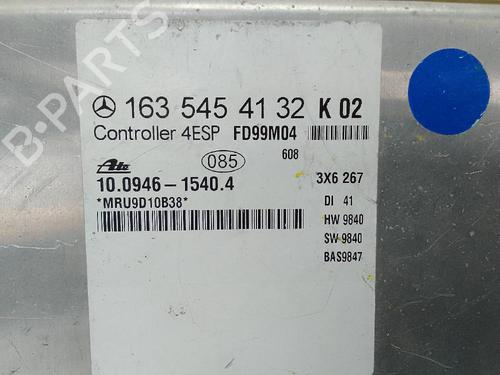 B-PARTS
163 545 41 32 K 02
Controller 4ESP FD99M04
Ate 085 608
10.0946-1540.4 3X6 267
*MRU9D10B38* DI 41
HW 9840
SW 9840
BAS9847